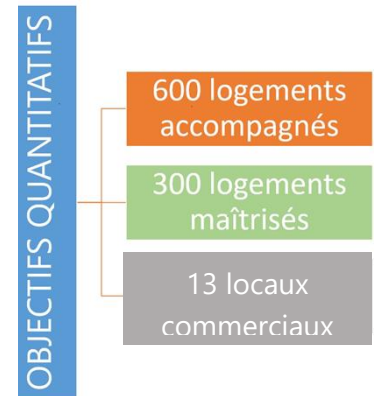 OBJECTIFS QUANTITATIFS
600 logements
accompagnés
300 logements
maîtrisés
13 locaux
commerciaux